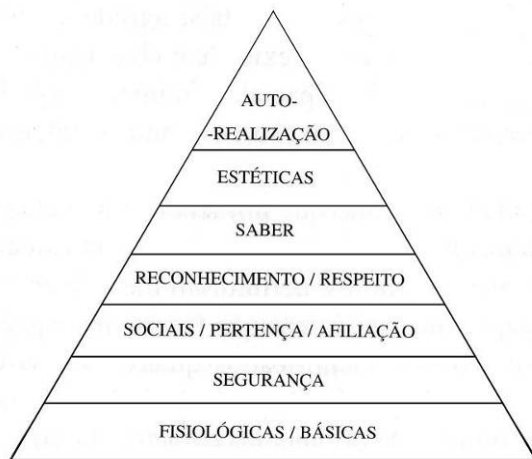 AUTO-
-REALIZAÇÃO
ESTÉTICAS
SABER
RECONHECIMENTO / RESPEITO
SOCIAIS / PERTENÇA / AFILIAÇÃO
SEGURANÇA
FISIOLÓGICAS / BÁSICAS